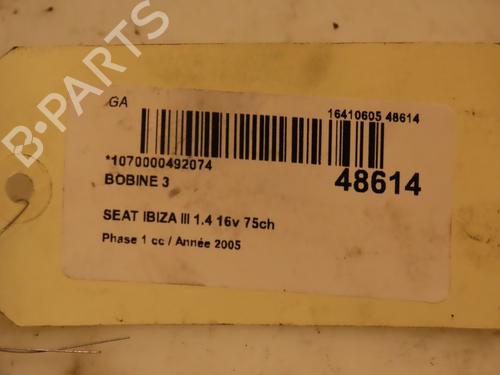 GA
16410605 48614
*1070000492074
BOBINE 3
48614
SEAT IBIZA III 1.4 16v 75ch
Phase 1 cc / Année 2005
B-PARTS